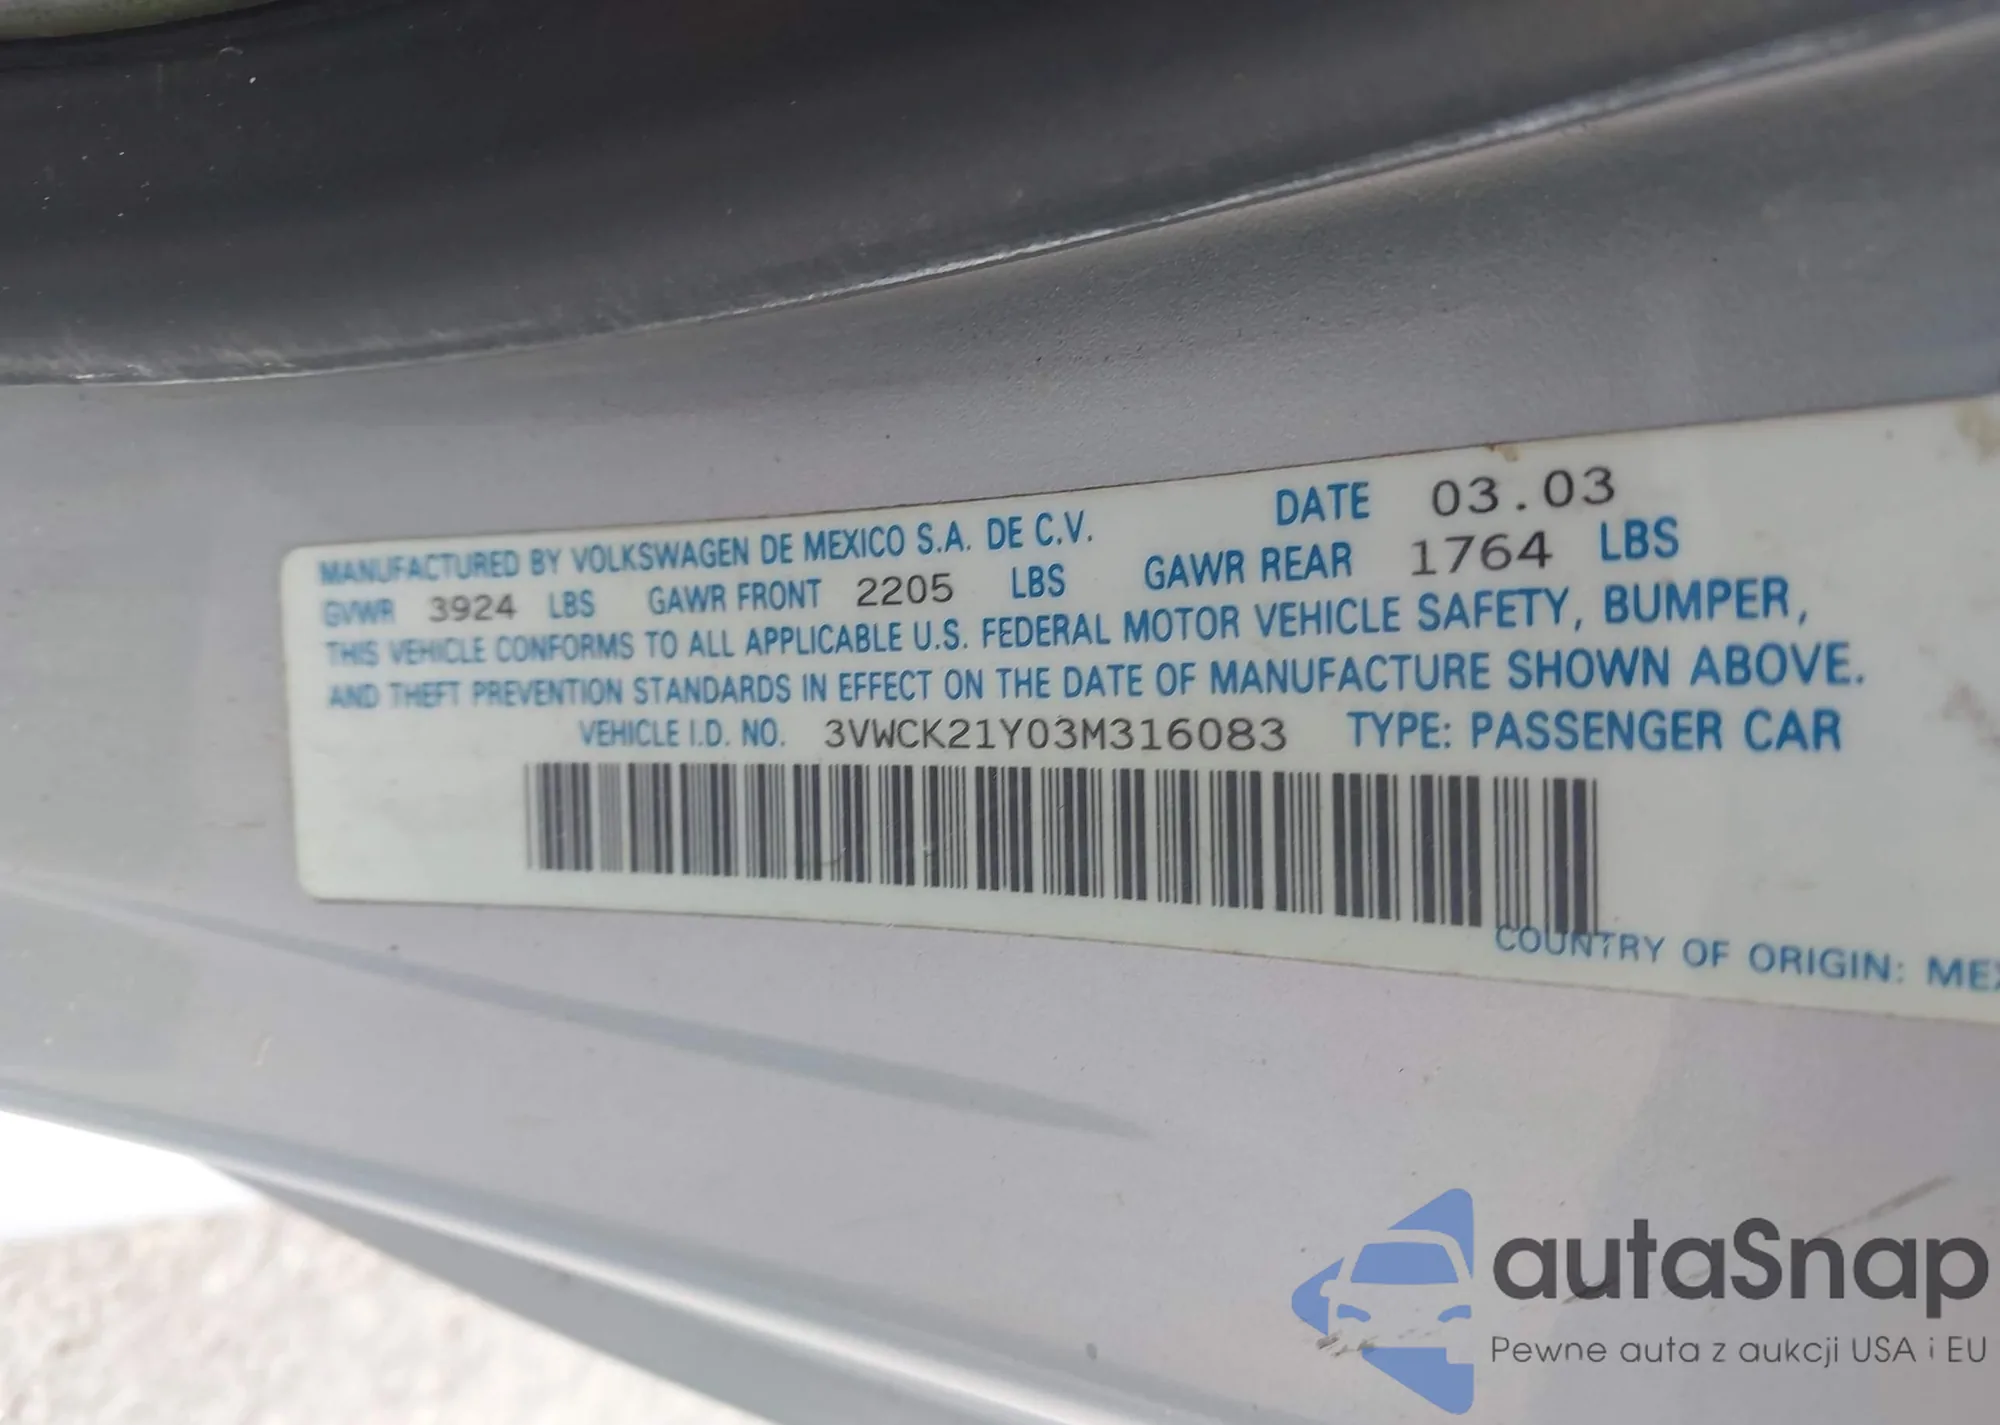 MANUFACTURED BY VOLKSWAGEN DE MEXICO S.A. DE C.V. DATE 03.03
GVWR 3924 LBS GAWR FRONT 2205 LBS GAWR REAR 1764 LBS
THIS VEHICLE CONFORMS TO ALL APPLICABLE U.S. FEDERAL MOTOR VEHICLE SAFETY, BUMPER,
AND THEFT PREVENTION STANDARDS IN EFFECT ON THE DATE OF MANUFACTURE SHOWN ABOVE.
VEHICLE I.D. NO. 3VWCK21Y03M316083 TYPE: PASSENGER CAR
COUNTRY OF ORIGIN: MEX
autaSnap
Pewne auta z aukcji USA i EU